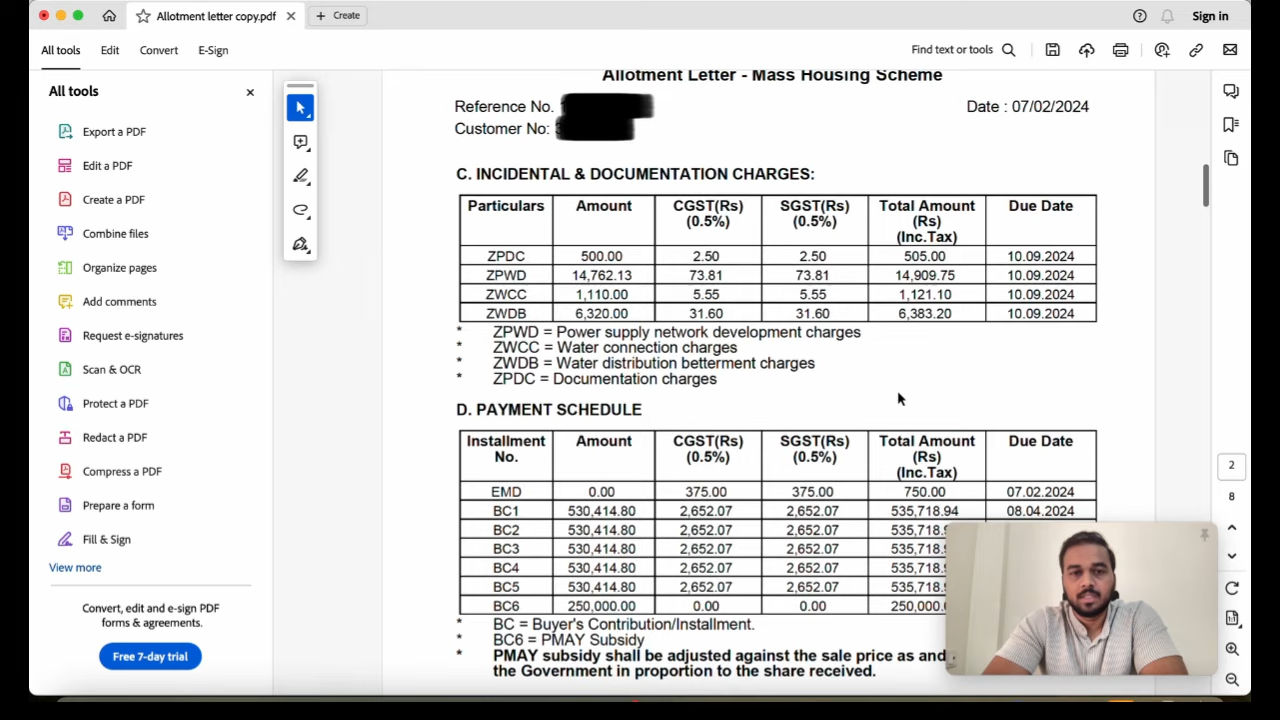 Allotment letter copy.pdf
Create
Sign in
All tools Edit Convert E-Sign
Find text or tools
All tools
Export a PDF
Edit a PDF
Create a PDF
Combine files
Organize pages
Add comments
Request e-signatures
Scan & OCR
Protect a PDF
Redact a PDF
Compress a PDF
Prepare a form
Fill & Sign
View more
Convert, edit and e-sign PDF
forms & agreements.
Free 7-day trial
Allotment Letter - Mass Housing Scheme
Reference No. Date : 07/02/2024
Customer No:
C. INCIDENTAL & DOCUMENTATION CHARGES:
Particulars Amount CGST(Rs) (0.5%) SGST(Rs) (0.5%) Total Amount (Rs) (Inc.Tax) Due Date
ZPDC 500.00 2.50 2.50 505.00 10.09.2024
ZPWD 14,762.13 73.81 73.81 14,909.75 10.09.2024
ZWCC 1,110.00 5.55 5.55 1,121.10 10.09.2024
ZWDB 6,320.00 31.60 31.60 6,383.20 10.09.2024
* ZPWD = Power supply network development charges
* ZWCC = Water connection charges
* ZWDB = Water distribution betterment charges
* ZPDC = Documentation charges
D. PAYMENT SCHEDULE
Installment No. Amount CGST(Rs) (0.5%) SGST(Rs) (0.5%) Total Amount (Rs) (Inc.Tax) Due Date
EMD 0.00 375.00 375.00 750.00 07.02.2024
BC1 530,414.80 2,652.07 2,652.07 535,718.94 08.04.2024
BC2 530,414.80 2,652.07 2,652.07 535,718.
BC3 530,414.80 2,652.07 2,652.07 535,718.
BC4 530,414.80 2,652.07 2,652.07 535,718.
BC5 530,414.80 2,652.07 2,652.07 535,718.
BC6 250,000.00 0.00 0.00 250,000.
* BC = Buyer's Contribution/Installment.
* BC6 = PMAY Subsidy
* PMAY subsidy shall be adjusted against the sale price as and
the Government in proportion to the share received.
2
8